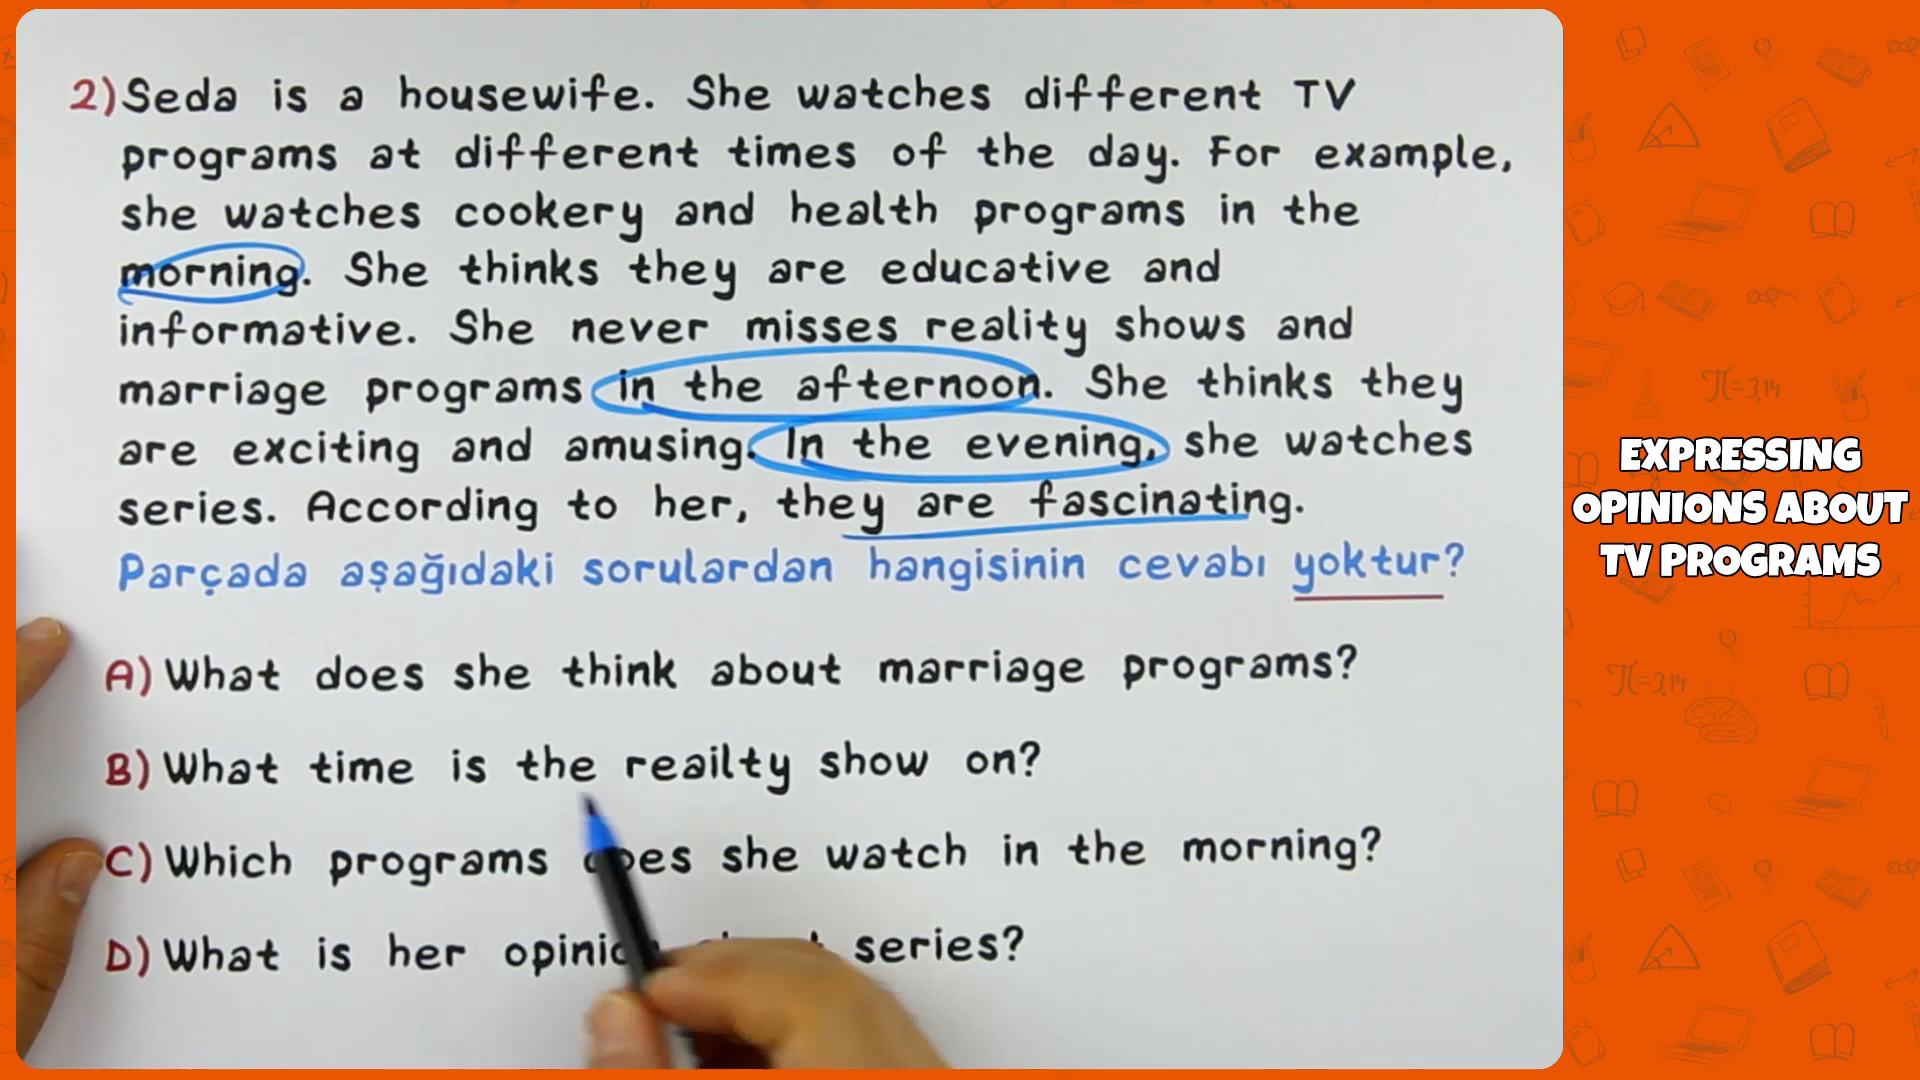 2) Seda is a housewife. She watches different TV
programs at different times of the day. For example,
she watches cookery and health programs in the
morning. She thinks they are educative and
informative. She never misses reality shows and
marriage programs in the afternoon. She thinks they
are exciting and amusing. In the evening, she watches
series. According to her, they are fascinating.
Parçada aşağıdaki sorulardan hangisinin cevabı yoktur?
A) What does she think about marriage programs?
B) What time is the reailty show on?
C) Which programs does she watch in the morning?
D) What is her series?
EXPRESSING
OPINIONS ABOUT
TV PROGRAMS
π=3,14
π=3,14